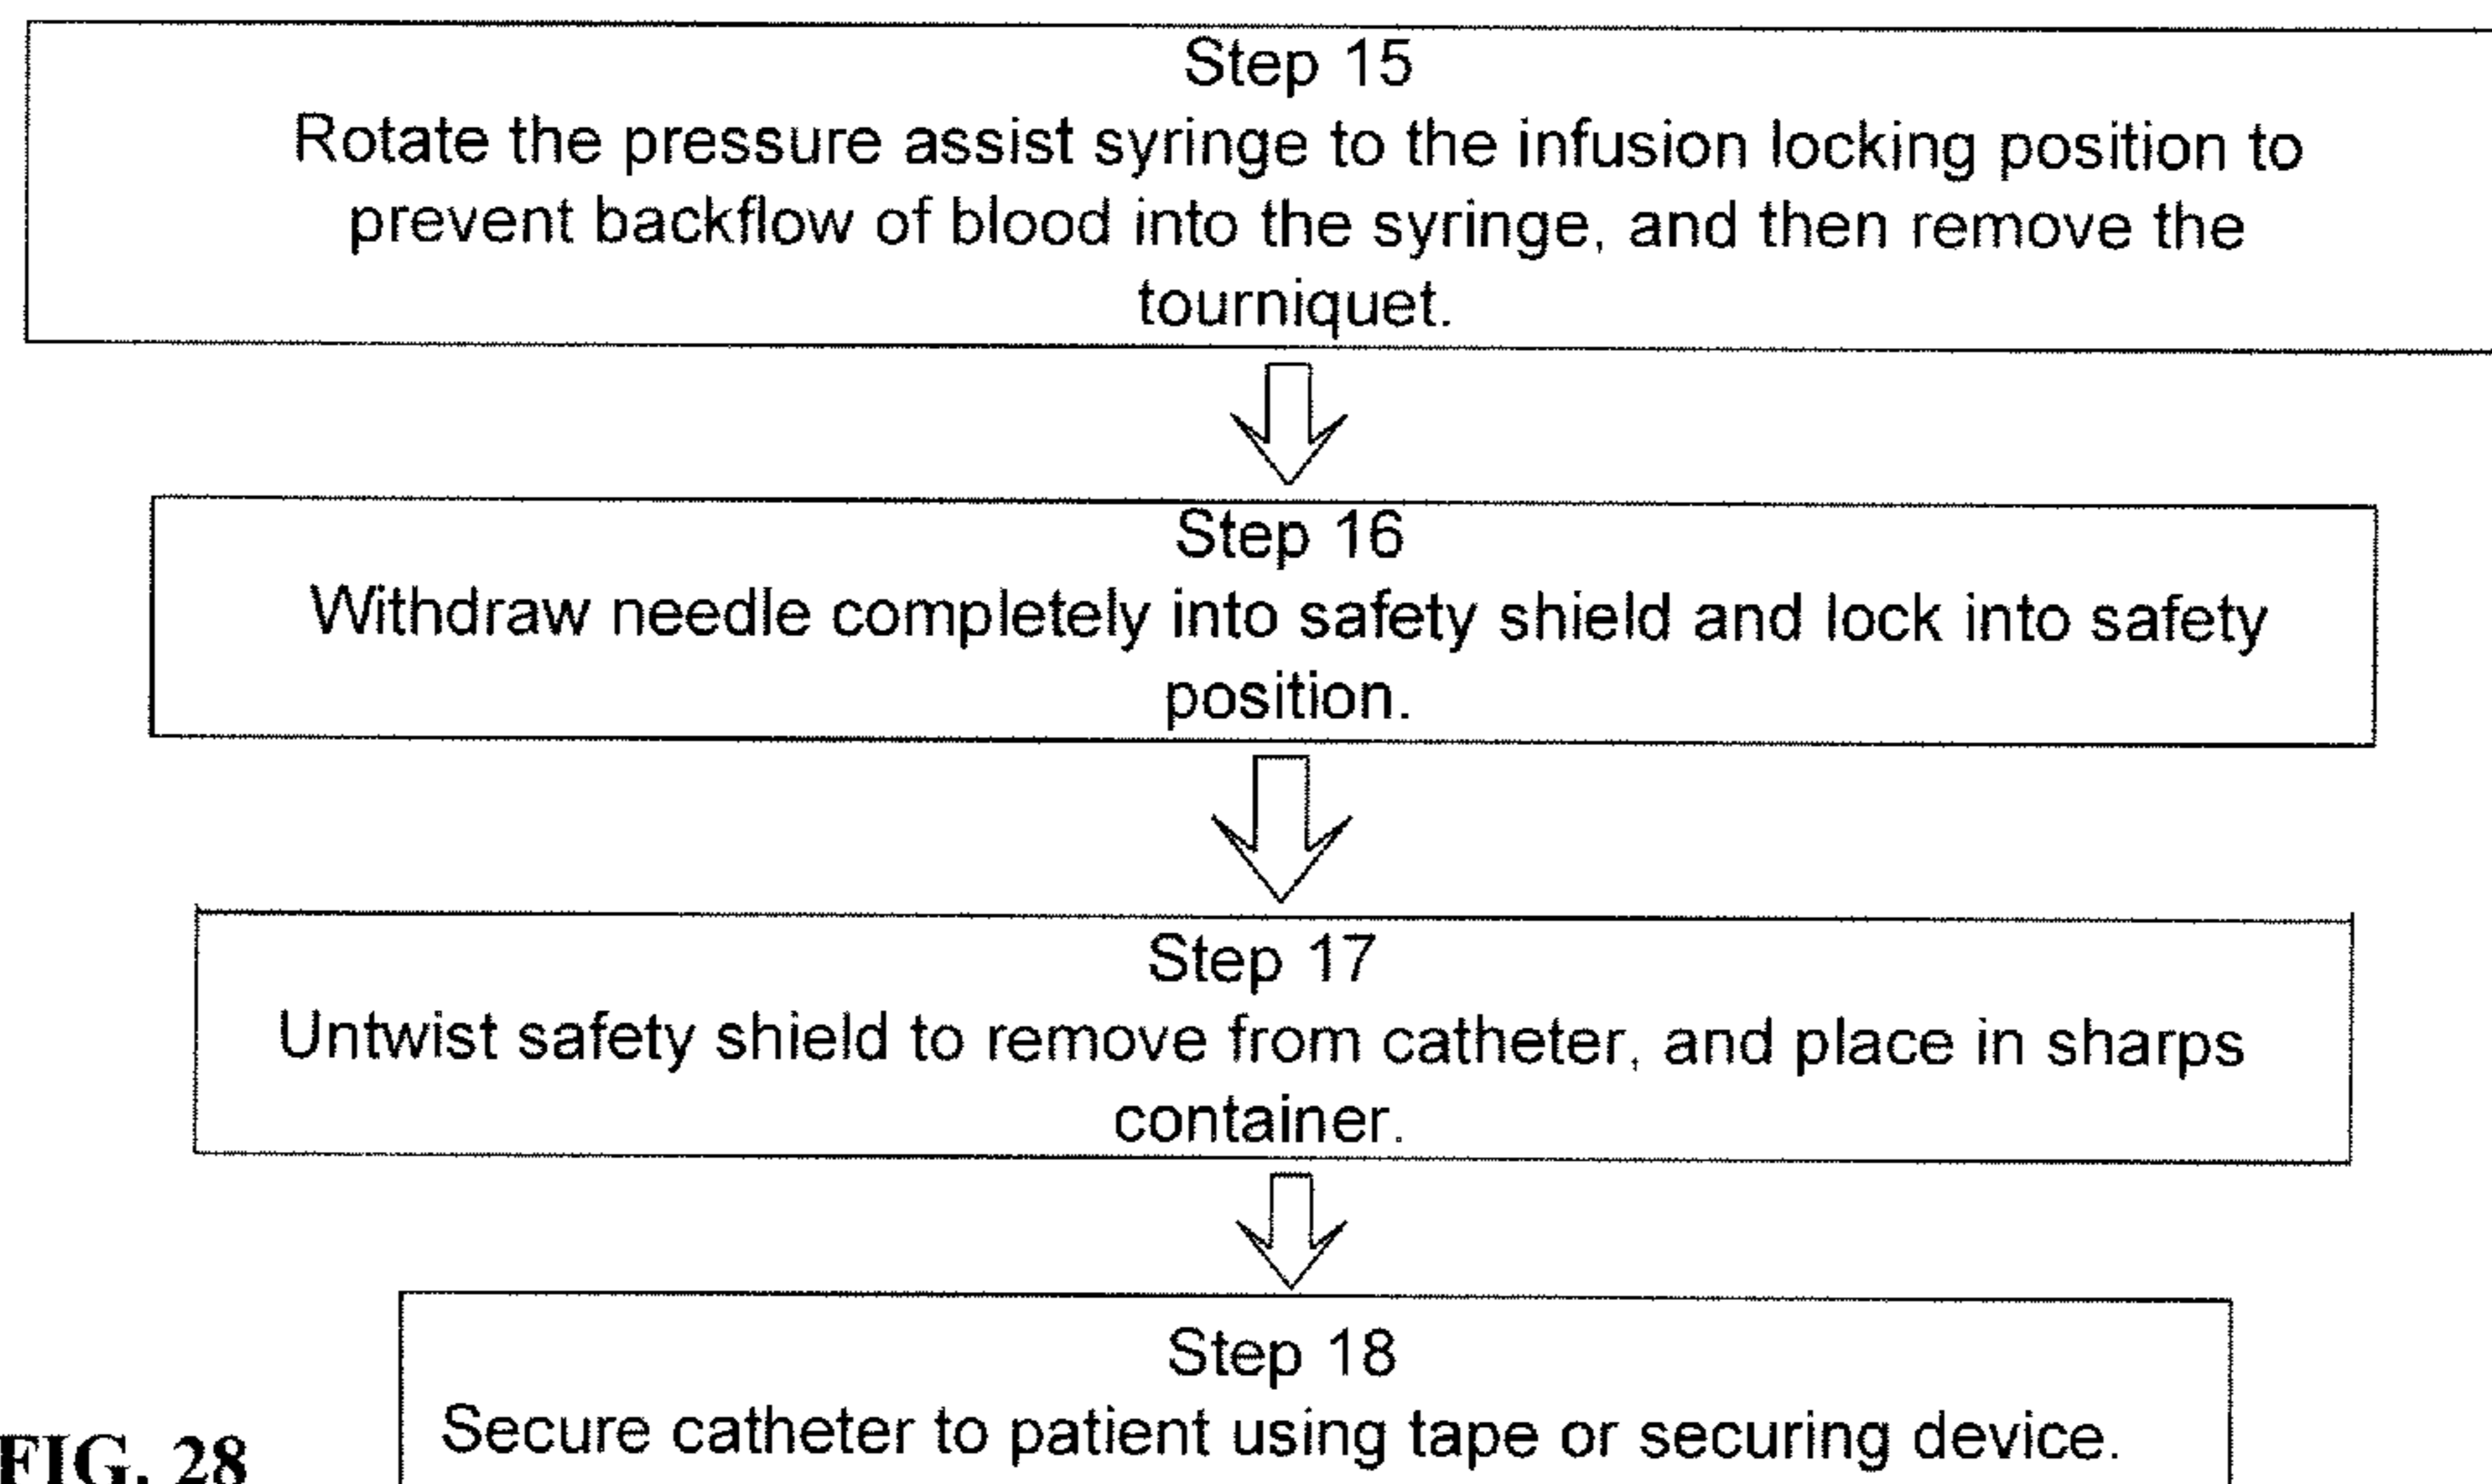 Step 15
Rotate the pressure assist syringe to the infusion locking position to
prevent backflow of blood into the syringe, and then remove the
tourniquet.
Step 16
Withdraw needle completely into safety shield and lock into safety
position.
Step 17
Untwist safety shield to remove from catheter, and place in sharps
container.
Step 18
Secure catheter to patient using tape or securing device.
FIG. 28